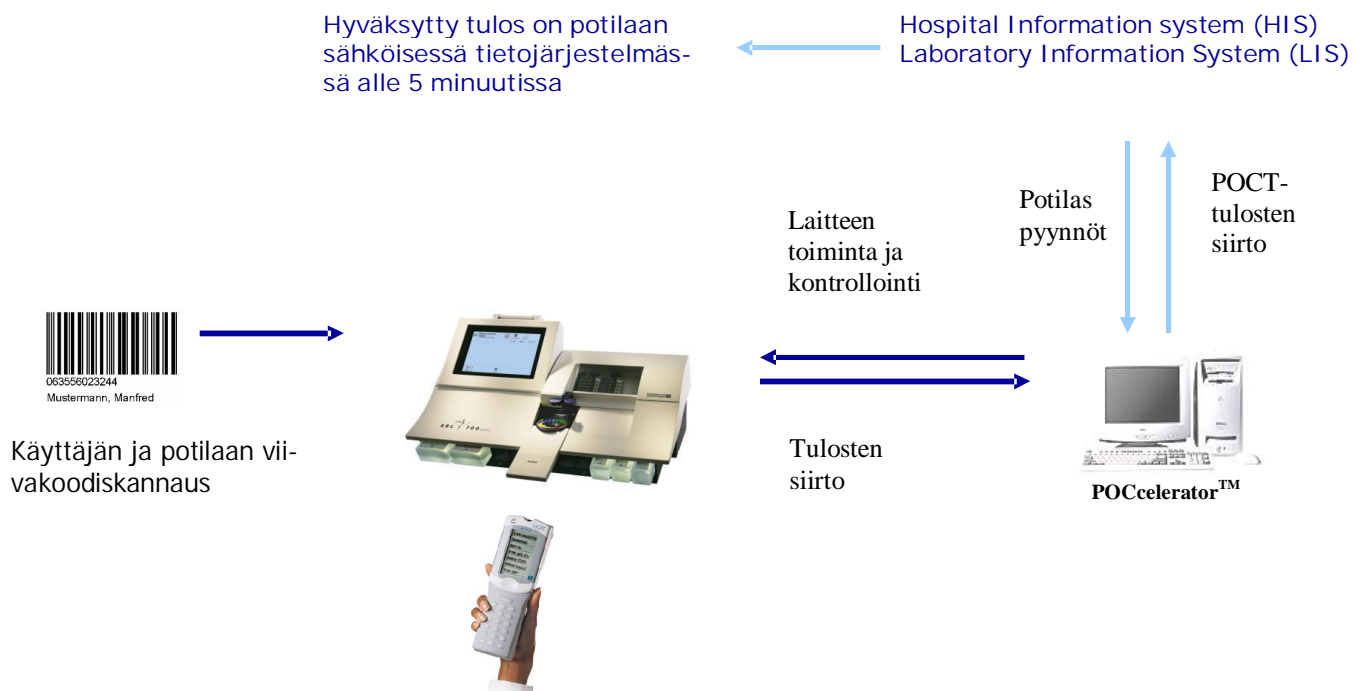 Hyväksytty tulos on potilaan
sähköisessä tietojärjestelmäs-
sä alle 5 minuutissa
Hospital Information system (HIS)
Laboratory Information System (LIS)
Potilas
pyynnöt
POCT-
tulosten
siirto
Laitteen
toiminta ja
kontrollointi
063556023244
Mustermann, Manfred
Käyttäjän ja potilaan vii-
vakoodiskannaus
ABL 700
Tulosten
siirto
POCcelerator™